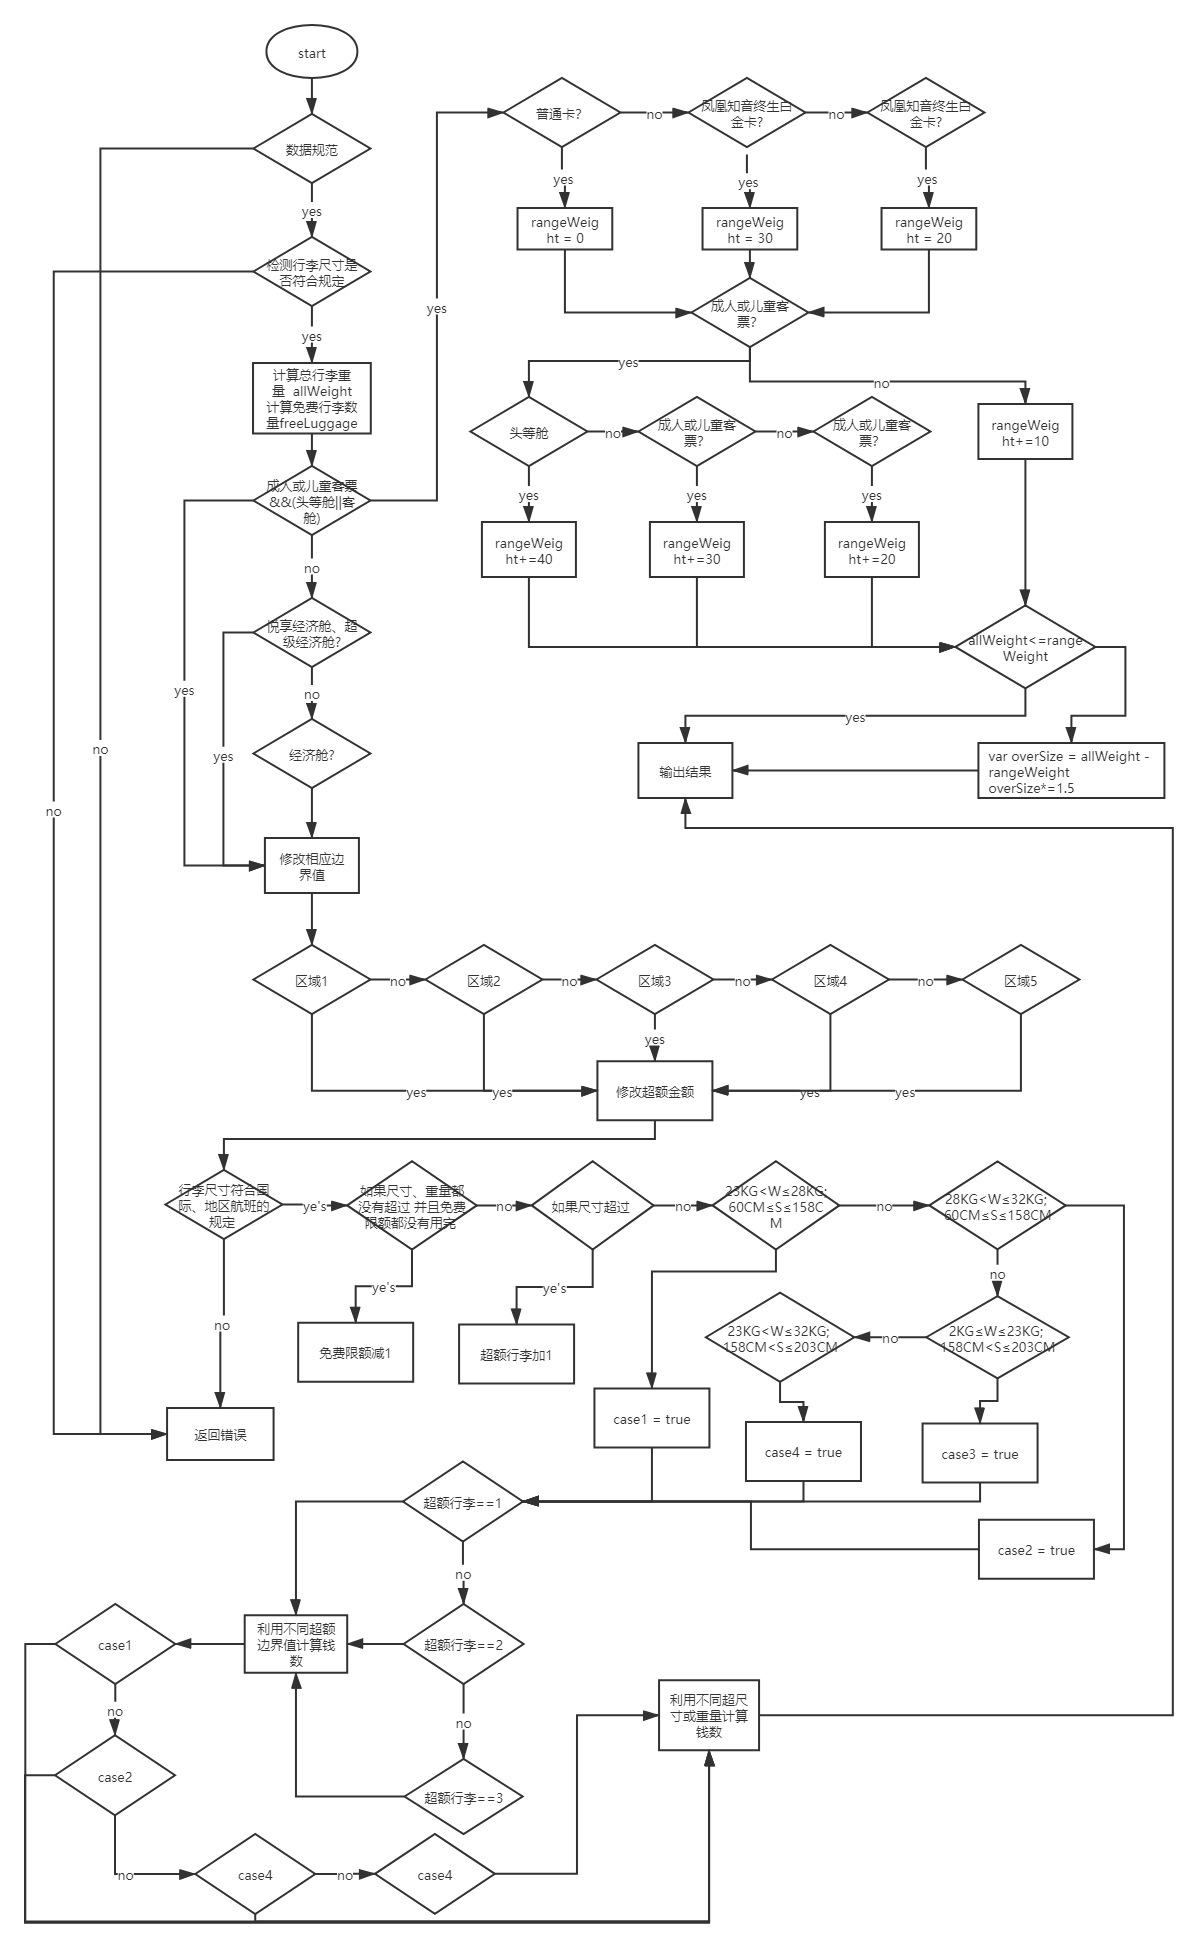 start
数据规范
yes
检测行李尺寸是
否符合规定
yes
计算总行李重
量 allWeight
计算免费行李数
量freeLuggage
成人或儿童客票
&&(头等舱||客
舱)
yes
no
悦享经济舱、超
级经济舱?
yes
no
经济舱?
yes
no
no
修改相应边
界值
普通卡?
no
凤凰知音终生白
金卡?
no
凤凰知音终生白
金卡?
yes
yes
yes
rangeWeig
ht = 0
rangeWeig
ht = 30
rangeWeig
ht = 20
成人或儿童客
票?
yes
no
头等舱
no
成人或儿童客
票?
no
成人或儿童客
票?
rangeWeig
ht+=10
yes
yes
yes
rangeWeig
ht+=40
rangeWeig
ht+=30
rangeWeig
ht+=20
allWeight<=range
Weight
yes
输出结果
var overSize = allWeight -
rangeWeight
overSize*=1.5
区域1
no
区域2
no
区域3
no
区域4
no
区域5
yes
yes
yes
yes
yes
修改超额金额
行李尺寸符合国
际、地区航班的
规定
ye's
如果尺寸、重量都
没有超过 并且免费
限额都没有用完
no
如果尺寸超过
no
23KG<W≤28KG;
60CM≤S≤158C
M
no
28KG<W≤32KG;
60CM≤S≤158CM
no
ye's
ye's
no
免费限额减1
超额行李加1
23KG<W≤32KG;
158CM<S≤203CM
no
2KG≤W≤23KG;
158CM<S≤203CM
返回错误
case1 = true
case4 = true
case3 = true
超额行李==1
case2 = true
no
利用不同超额
边界值计算钱
数
超额行李==2
case1
no
no
case2
超额行李==3
利用不同超尺
寸或重量计算
钱数
no
case4
no
case4